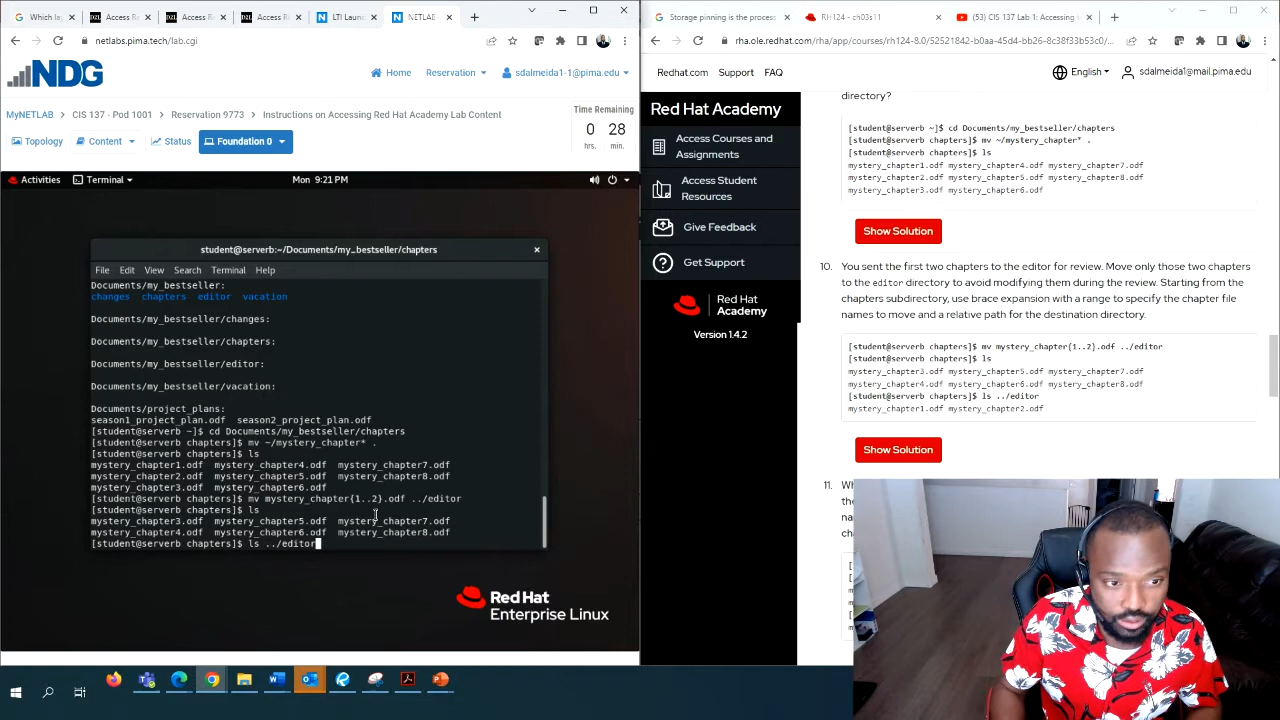 Which la
Access Re
Access Re
Access Re
LTI Laun
NETLAB
netlabs.pima.tech/lab.cgi
NDG
Home
Reservation
sdalmeida1-1@pima.edu
MyNETLAB
CIS 137 - Pod 1001
Reservation 9773
Instructions on Accessing Red Hat Academy Lab Content
Time Remaining
0 28
hrs. min.
Topology
Content
Status
Foundation 0
Activities
Terminal
Mon 9:21 PM
student@serverb:~/Documents/my_bestseller/chapters
File Edit View Search Terminal Help
Documents/my_bestseller:
changes chapters editor vacation
Documents/my_bestseller/changes:
Documents/my_bestseller/chapters:
Documents/my_bestseller/editor:
Documents/my_bestseller/vacation:
Documents/project_plans:
season1_project_plan.odf season2_project_plan.odf
[student@serverb ~]$ cd Documents/my_bestseller/chapters
[student@serverb chapters]$ mv ~/mystery_chapter* .
[student@serverb chapters]$ ls
mystery_chapter1.odf mystery_chapter4.odf mystery_chapter7.odf
mystery_chapter2.odf mystery_chapter5.odf mystery_chapter8.odf
mystery_chapter3.odf mystery_chapter6.odf
[student@serverb chapters]$ mv mystery_chapter{1..2}.odf ../editor
[student@serverb chapters]$ ls
mystery_chapter3.odf mystery_chapter5.odf mystery_chapter7.odf
mystery_chapter4.odf mystery_chapter6.odf mystery_chapter8.odf
[student@serverb chapters]$ ls ../editor
Red Hat
Enterprise Linux
Storage pinning is the process
RH124 - ch03s11
(53) CIS 137 Lab 1: Accessing
rha.ole.redhat.com/rha/app/courses/rh124-8.0/52521842-b0aa-45d4-bb26-8c38f33b53c0/...
Redhat.com
Support
FAQ
English
sdalmeida1@mail.pima.edu
Red Hat Academy
Access Courses and
Assignments
Access Student
Resources
Give Feedback
Get Support
Red Hat
Academy
Version 1.4.2
directory?
[student@serverb ~]$ cd Documents/my_bestseller/chapters
[student@serverb chapters]$ mv ~/mystery_chapter* .
[student@serverb chapters]$ ls
mystery_chapter1.odf mystery_chapter4.odf mystery_chapter7.odf
mystery_chapter2.odf mystery_chapter5.odf mystery_chapter8.odf
mystery_chapter3.odf mystery_chapter6.odf
Show Solution
10. You sent the first two chapters to the editor for review. Move only those two chapters
to the editor directory to avoid modifying them during the review. Starting from the
chapters subdirectory, use brace expansion with a range to specify the chapter file
names to move and a relative path for the destination directory.
[student@serverb chapters]$ mv mystery_chapter{1..2}.odf ../editor
[student@serverb chapters]$ ls
mystery_chapter3.odf mystery_chapter5.odf mystery_chapter7.odf
mystery_chapter4.odf mystery_chapter6.odf mystery_chapter8.odf
[student@serverb chapters]$ ls ../editor
mystery_chapter1.odf mystery_chapter2.odf
Show Solution
11.